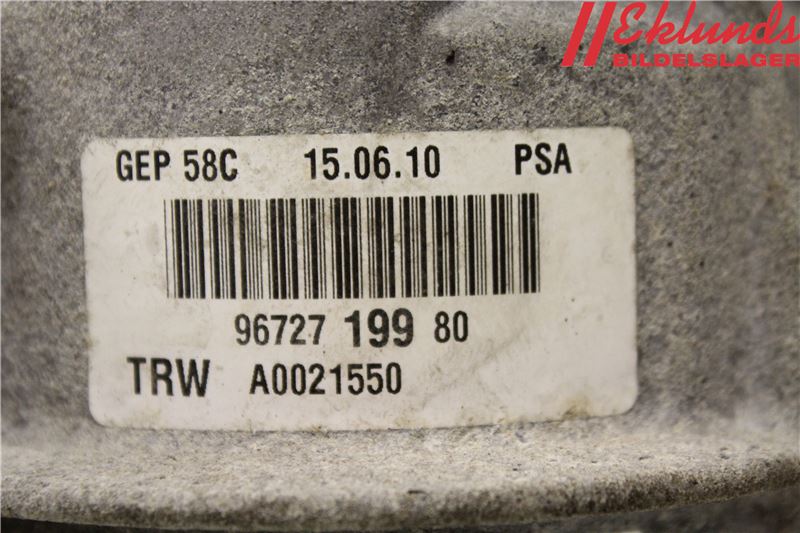 Eklunds
BILDELSLAGER
GEP 58C 15.06.10 PSA
96727 199 80
TRW A0021550